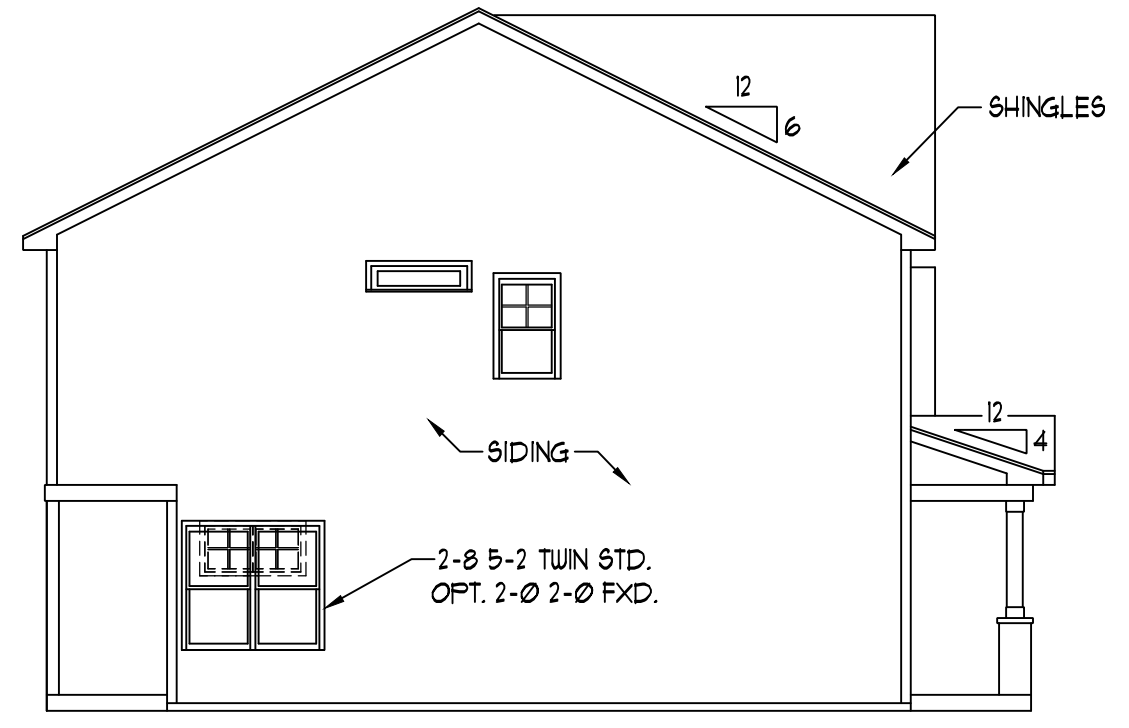 12
6
SHINGLES
12
4
SIDING
2-8 5-2 TWIN STD.
OPT. 2-Ø 2-Ø FXD.